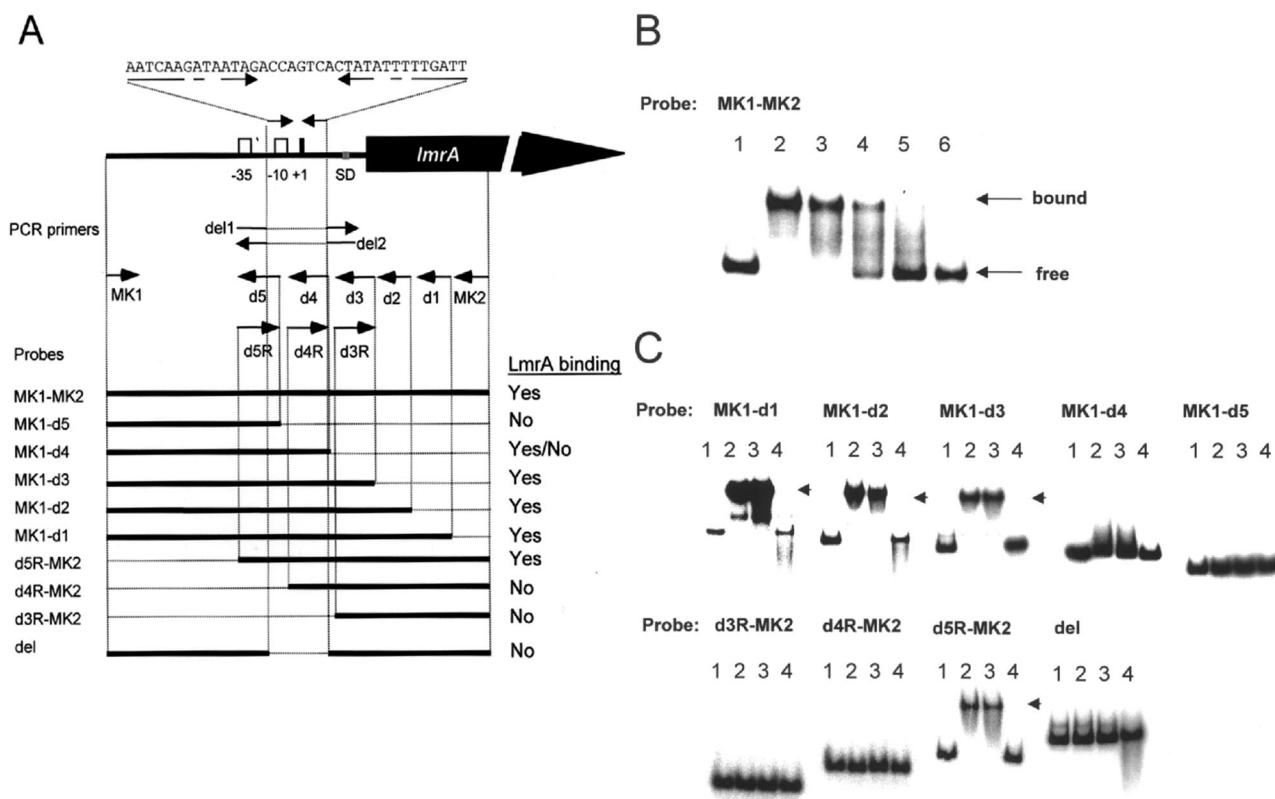 A
AATCAAGATAATAGACCAGTCACTATATTTTTGATT
lmrA
-35 -10 +1 SD
PCR primers
del1
del2
MK1 d5 d4 d3 d2 d1 MK2
d5R d4R d3R
Probes
LmrA binding
MK1-MK2 Yes
MK1-d5 No
MK1-d4 Yes/No
MK1-d3 Yes
MK1-d2 Yes
MK1-d1 Yes
d5R-MK2 Yes
d4R-MK2 No
d3R-MK2 No
del No
B
Probe: MK1-MK2
1 2 3 4 5 6
bound
free
C
Probe: MK1-d1 MK1-d2 MK1-d3 MK1-d4 MK1-d5
1 2 3 4 1 2 3 4 1 2 3 4 1 2 3 4 1 2 3 4
Probe: d3R-MK2 d4R-MK2 d5R-MK2 del
1 2 3 4 1 2 3 4 1 2 3 4 1 2 3 4